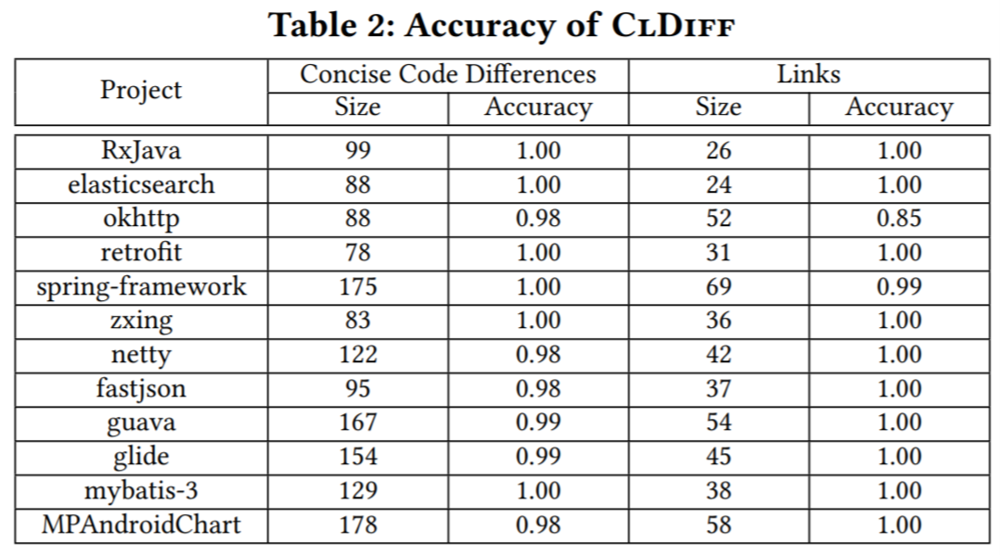 Table 2: Accuracy of CLDIFF
Project Concise Code Differences Links
Size Accuracy Size Accuracy
RxJava 99 1.00 26 1.00
elasticsearch 88 1.00 24 1.00
okhttp 88 0.98 52 0.85
retrofit 78 1.00 31 1.00
spring-framework 175 1.00 69 0.99
zxing 83 1.00 36 1.00
netty 122 0.98 42 1.00
fastjson 95 0.98 37 1.00
guava 167 0.99 54 1.00
glide 154 0.99 45 1.00
mybatis-3 129 1.00 38 1.00
MPAndroidChart 178 0.98 58 1.00